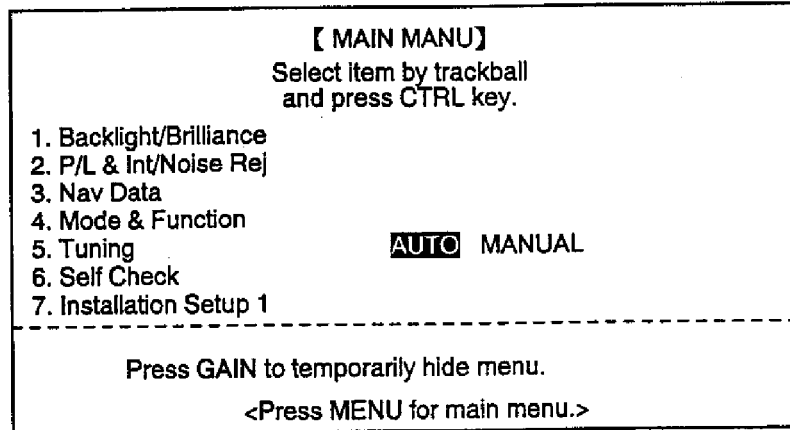 【 MAIN MANU】
Select item by trackball
and press CTRL key.
1. Backlight/Brilliance
2. P/L & Int/Noise Rej
3. Nav Data
4. Mode & Function
5. Tuning AUTO MANUAL
6. Self Check
7. Installation Setup 1
Press GAIN to temporarily hide menu.
<Press MENU for main menu.>